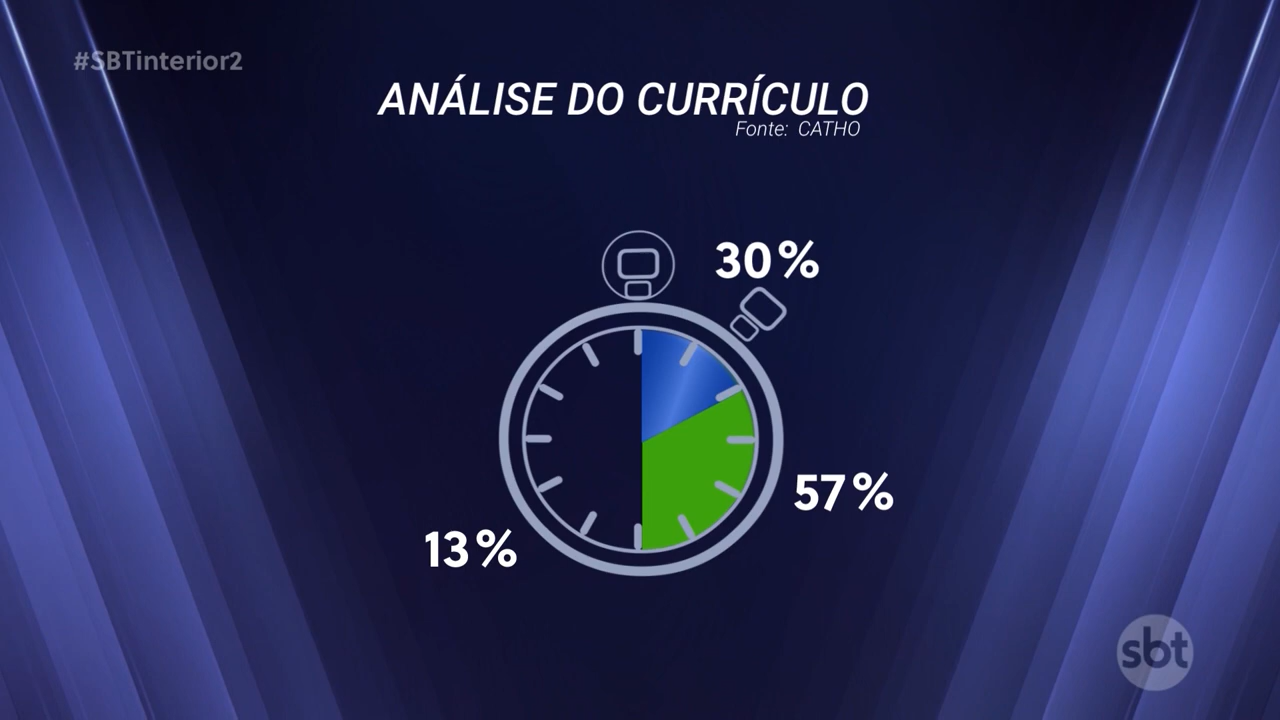 #SBTinterior2
ANÁLISE DO CURRÍCULO
Fonte: CATHO
30%
57%
13%
sbt